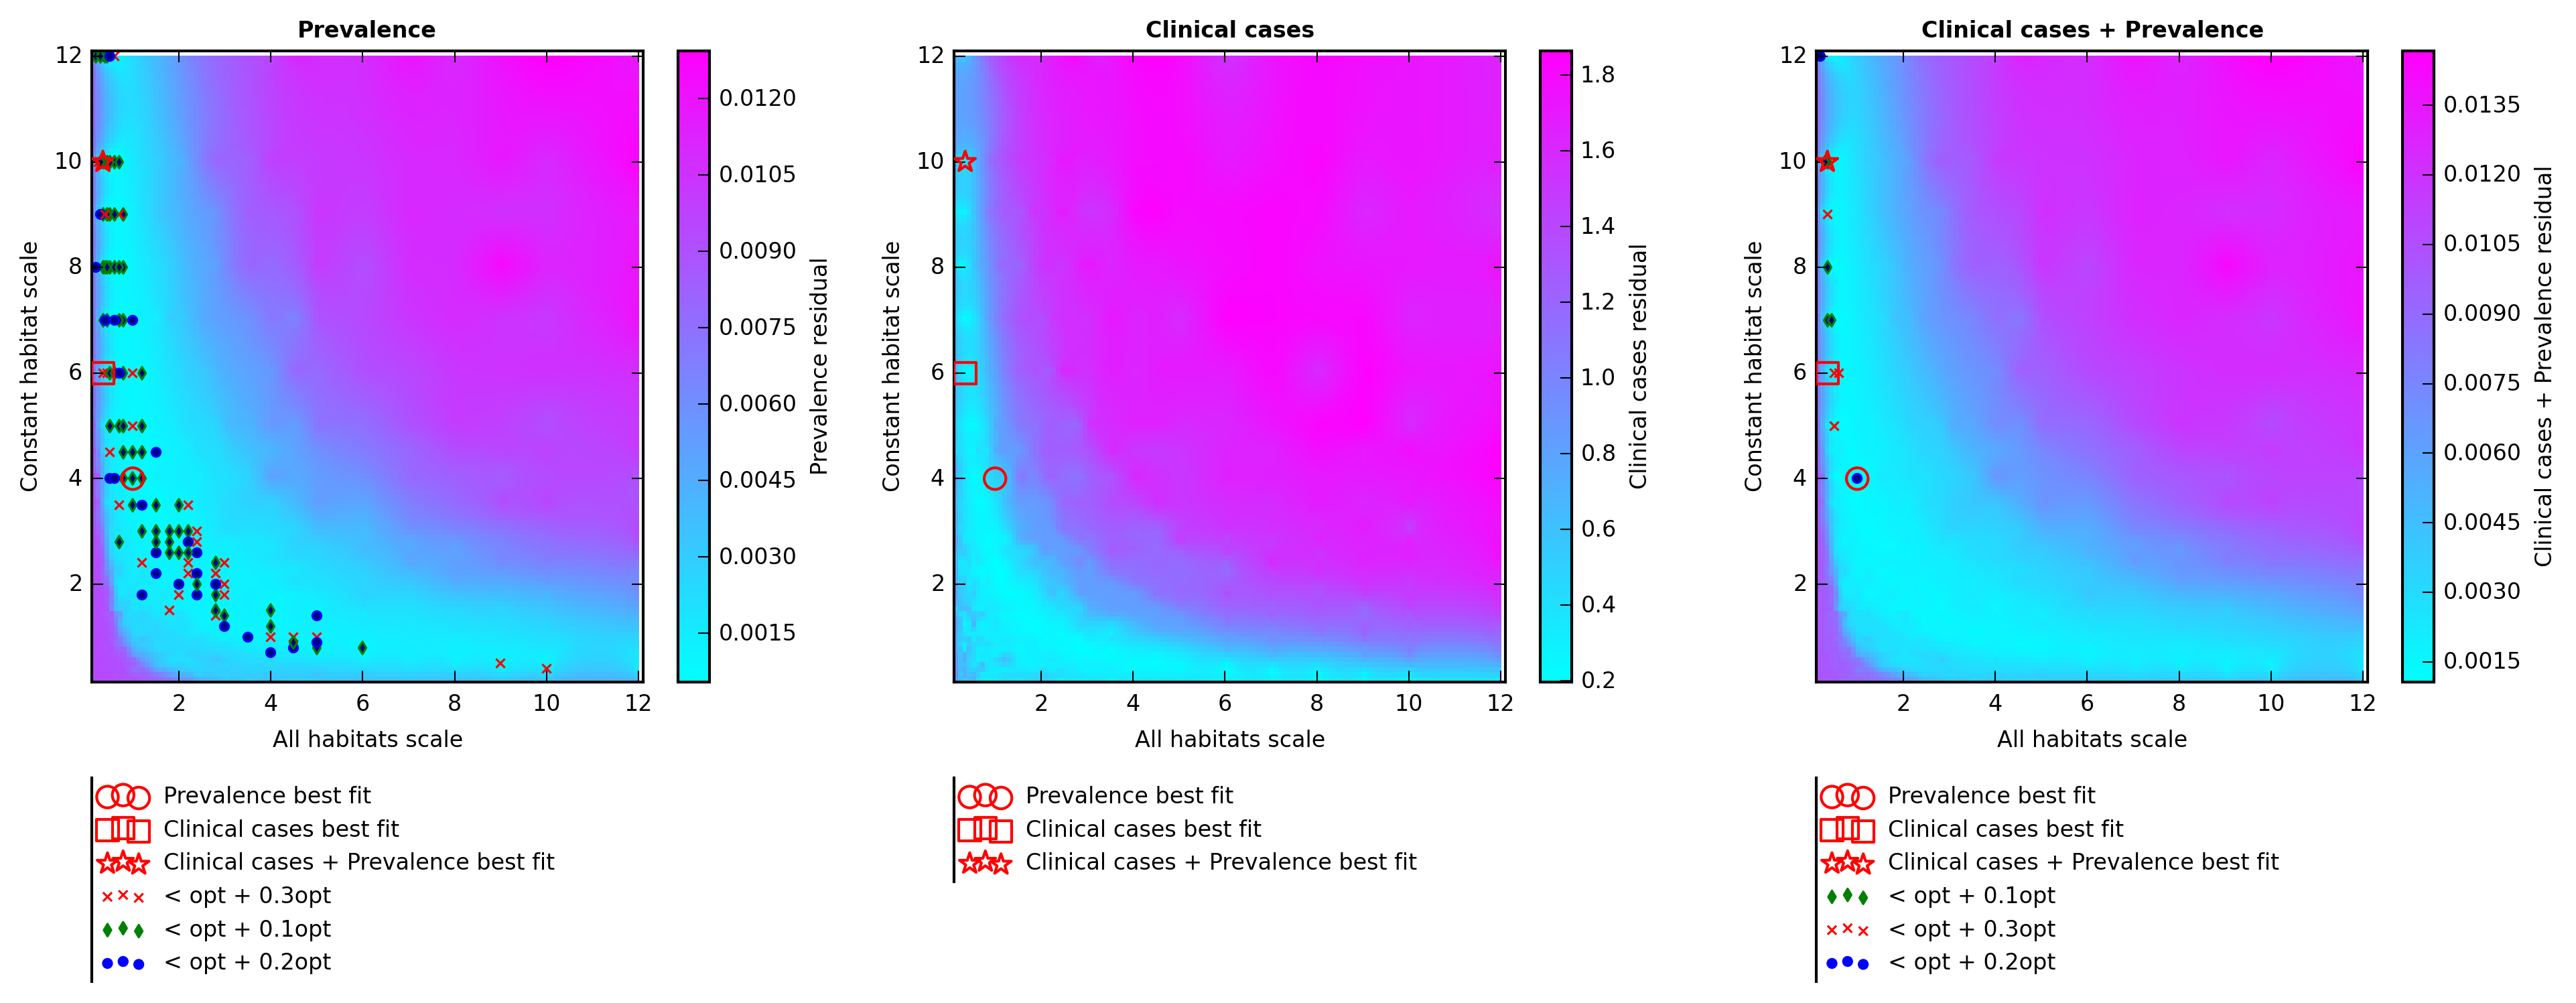 Prevalence
12
10
8
6
4
2
2 4 6 8 10 12
Constant habitat scale
All habitats scale
0.0120
0.0105
0.0090
0.0075
0.0060
0.0045
0.0030
0.0015
Prevalence residual
Prevalence best fit
Clinical cases best fit
Clinical cases + Prevalence best fit
< opt + 0.3opt
< opt + 0.1opt
< opt + 0.2opt
Clinical cases
12
10
8
6
4
2
2 4 6 8 10 12
Constant habitat scale
All habitats scale
1.8
1.6
1.4
1.2
1.0
0.8
0.6
0.4
0.2
Clinical cases residual
Prevalence best fit
Clinical cases best fit
Clinical cases + Prevalence best fit
Clinical cases + Prevalence
12
10
8
6
4
2
2 4 6 8 10 12
Constant habitat scale
All habitats scale
0.0135
0.0120
0.0105
0.0090
0.0075
0.0060
0.0045
0.0030
0.0015
Clinical cases + Prevalence residual
Prevalence best fit
Clinical cases best fit
Clinical cases + Prevalence best fit
< opt + 0.1opt
< opt + 0.3opt
< opt + 0.2opt